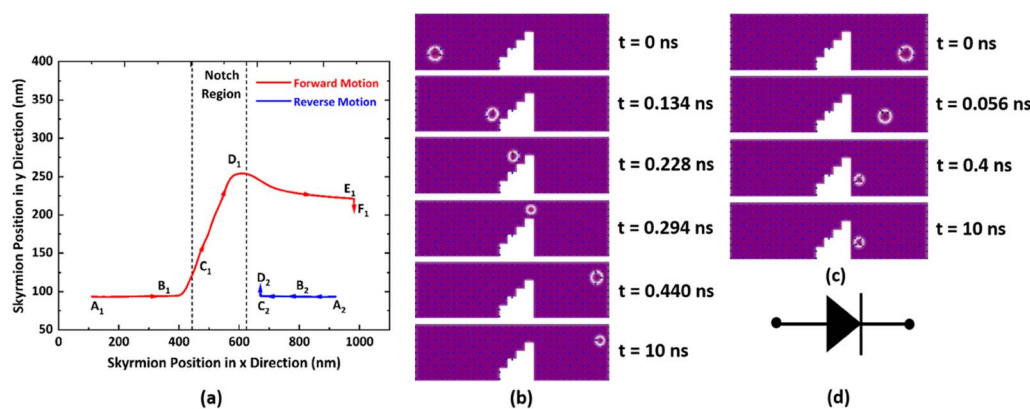 400
350
300
250
200
150
100
50
0 200 400 600 800 1000
Skyrmion Position in y Direction (nm)
Skyrmion Position in x Direction (nm)
Notch
Region
Forward Motion
Reverse Motion
A₁
B₁
C₁
D₁
E₁
F₁
D₂
C₂
B₂
A₂
(a)
t = 0 ns
t = 0.134 ns
t = 0.228 ns
t = 0.294 ns
t = 0.440 ns
t = 10 ns
(b)
t = 0 ns
t = 0.056 ns
t = 0.4 ns
t = 10 ns
(c)
(d)